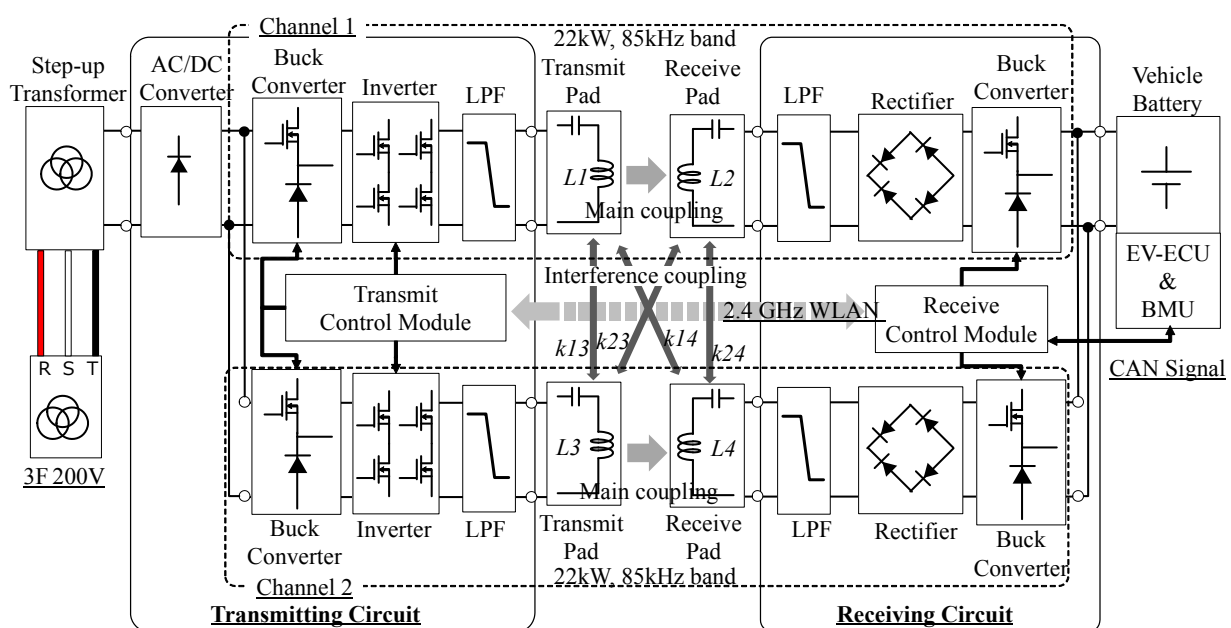 Channel 1
22kW, 85kHz band
Step-up
Transformer
AC/DC
Converter
Buck
Converter
Inverter
LPF
Transmit
Pad
Receive
Pad
LPF
Rectifier
Buck
Converter
Vehicle
Battery
L1
L2
Main coupling
Interference coupling
Transmit
Control Module
2.4 GHz WLAN
Receive
Control Module
EV-ECU
&
BMU
k13
k23
k14
k24
R S T
CAN Signal
3F 200V
L3
L4
Main coupling
Buck
Converter
Inverter
LPF
Transmit
Pad
Receive
Pad
LPF
Rectifier
Buck
Converter
22kW, 85kHz band
Channel 2
Transmitting Circuit
Receiving Circuit